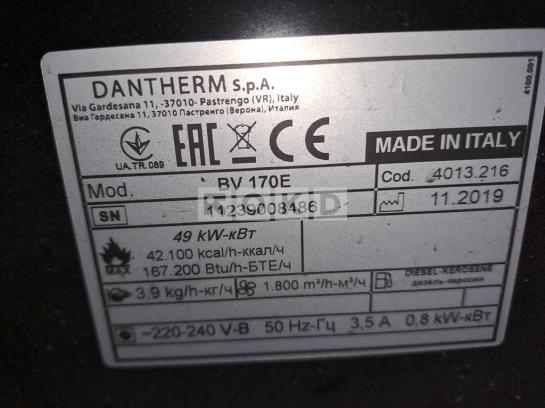 DANTHERM S.p.A.
Via Gardesana 11, -37010- Pastrengo (VR), Italy
Виа Гардесана 11, 37010 Пастренго (Верона), Италия
4109.001
UA.TR.089
EAC CE
MADE IN ITALY
Mod. BV 170E
Cod. 4013.216
SN 11239008486
11.2019
MAX
49 kW-кВт
42.100 kcal/h-ккал/ч
167.200 Btu/h-БТЕ/ч
3,9 kg/h-кг/ч
1.800 m³/h-м³/ч
DIESEL-KEROSENE
дизель-керосин
~220-240 V-В 50 Hz-Гц 3,5 A 0,8 kW-кВт